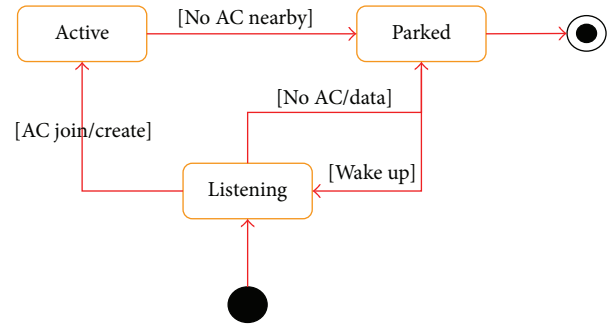 [No AC nearby]
Active
Parked
[No AC/data]
[AC join/create]
[Wake up]
Listening